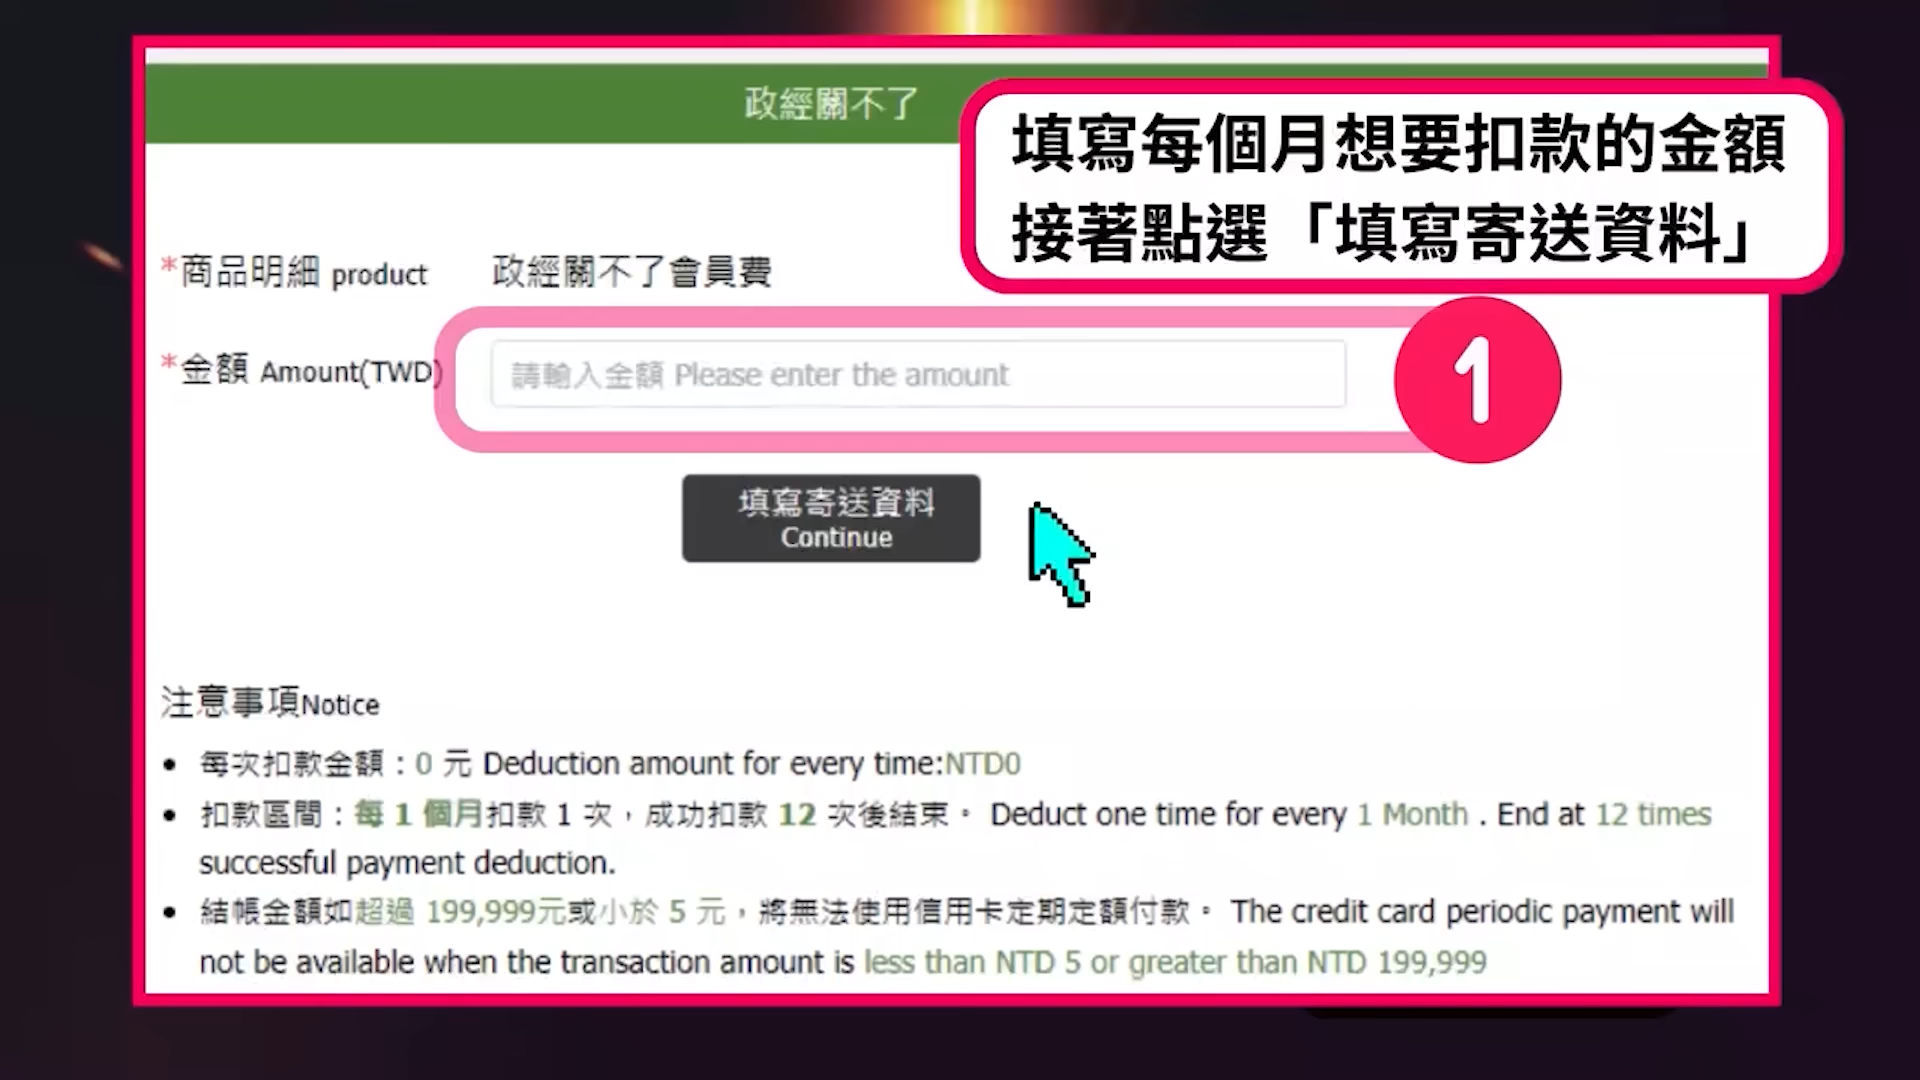 政經關不了
填寫每個月想要扣款的金額
接著點選「填寫寄送資料」
*商品明細 product 政經關不了會員費
*金額 Amount(TWD) 請輸入金額 Please enter the amount
1
填寫寄送資料
Continue
注意事項Notice
• 每次扣款金額：0 元 Deduction amount for every time:NTD0
• 扣款區間：每 1 個月扣款 1 次，成功扣款 12 次後結束。 Deduct one time for every 1 Month . End at 12 times
successful payment deduction.
• 結帳金額如超過 199,999元或小於 5 元，將無法使用信用卡定期定額付款。 The credit card periodic payment will
not be available when the transaction amount is less than NTD 5 or greater than NTD 199,999